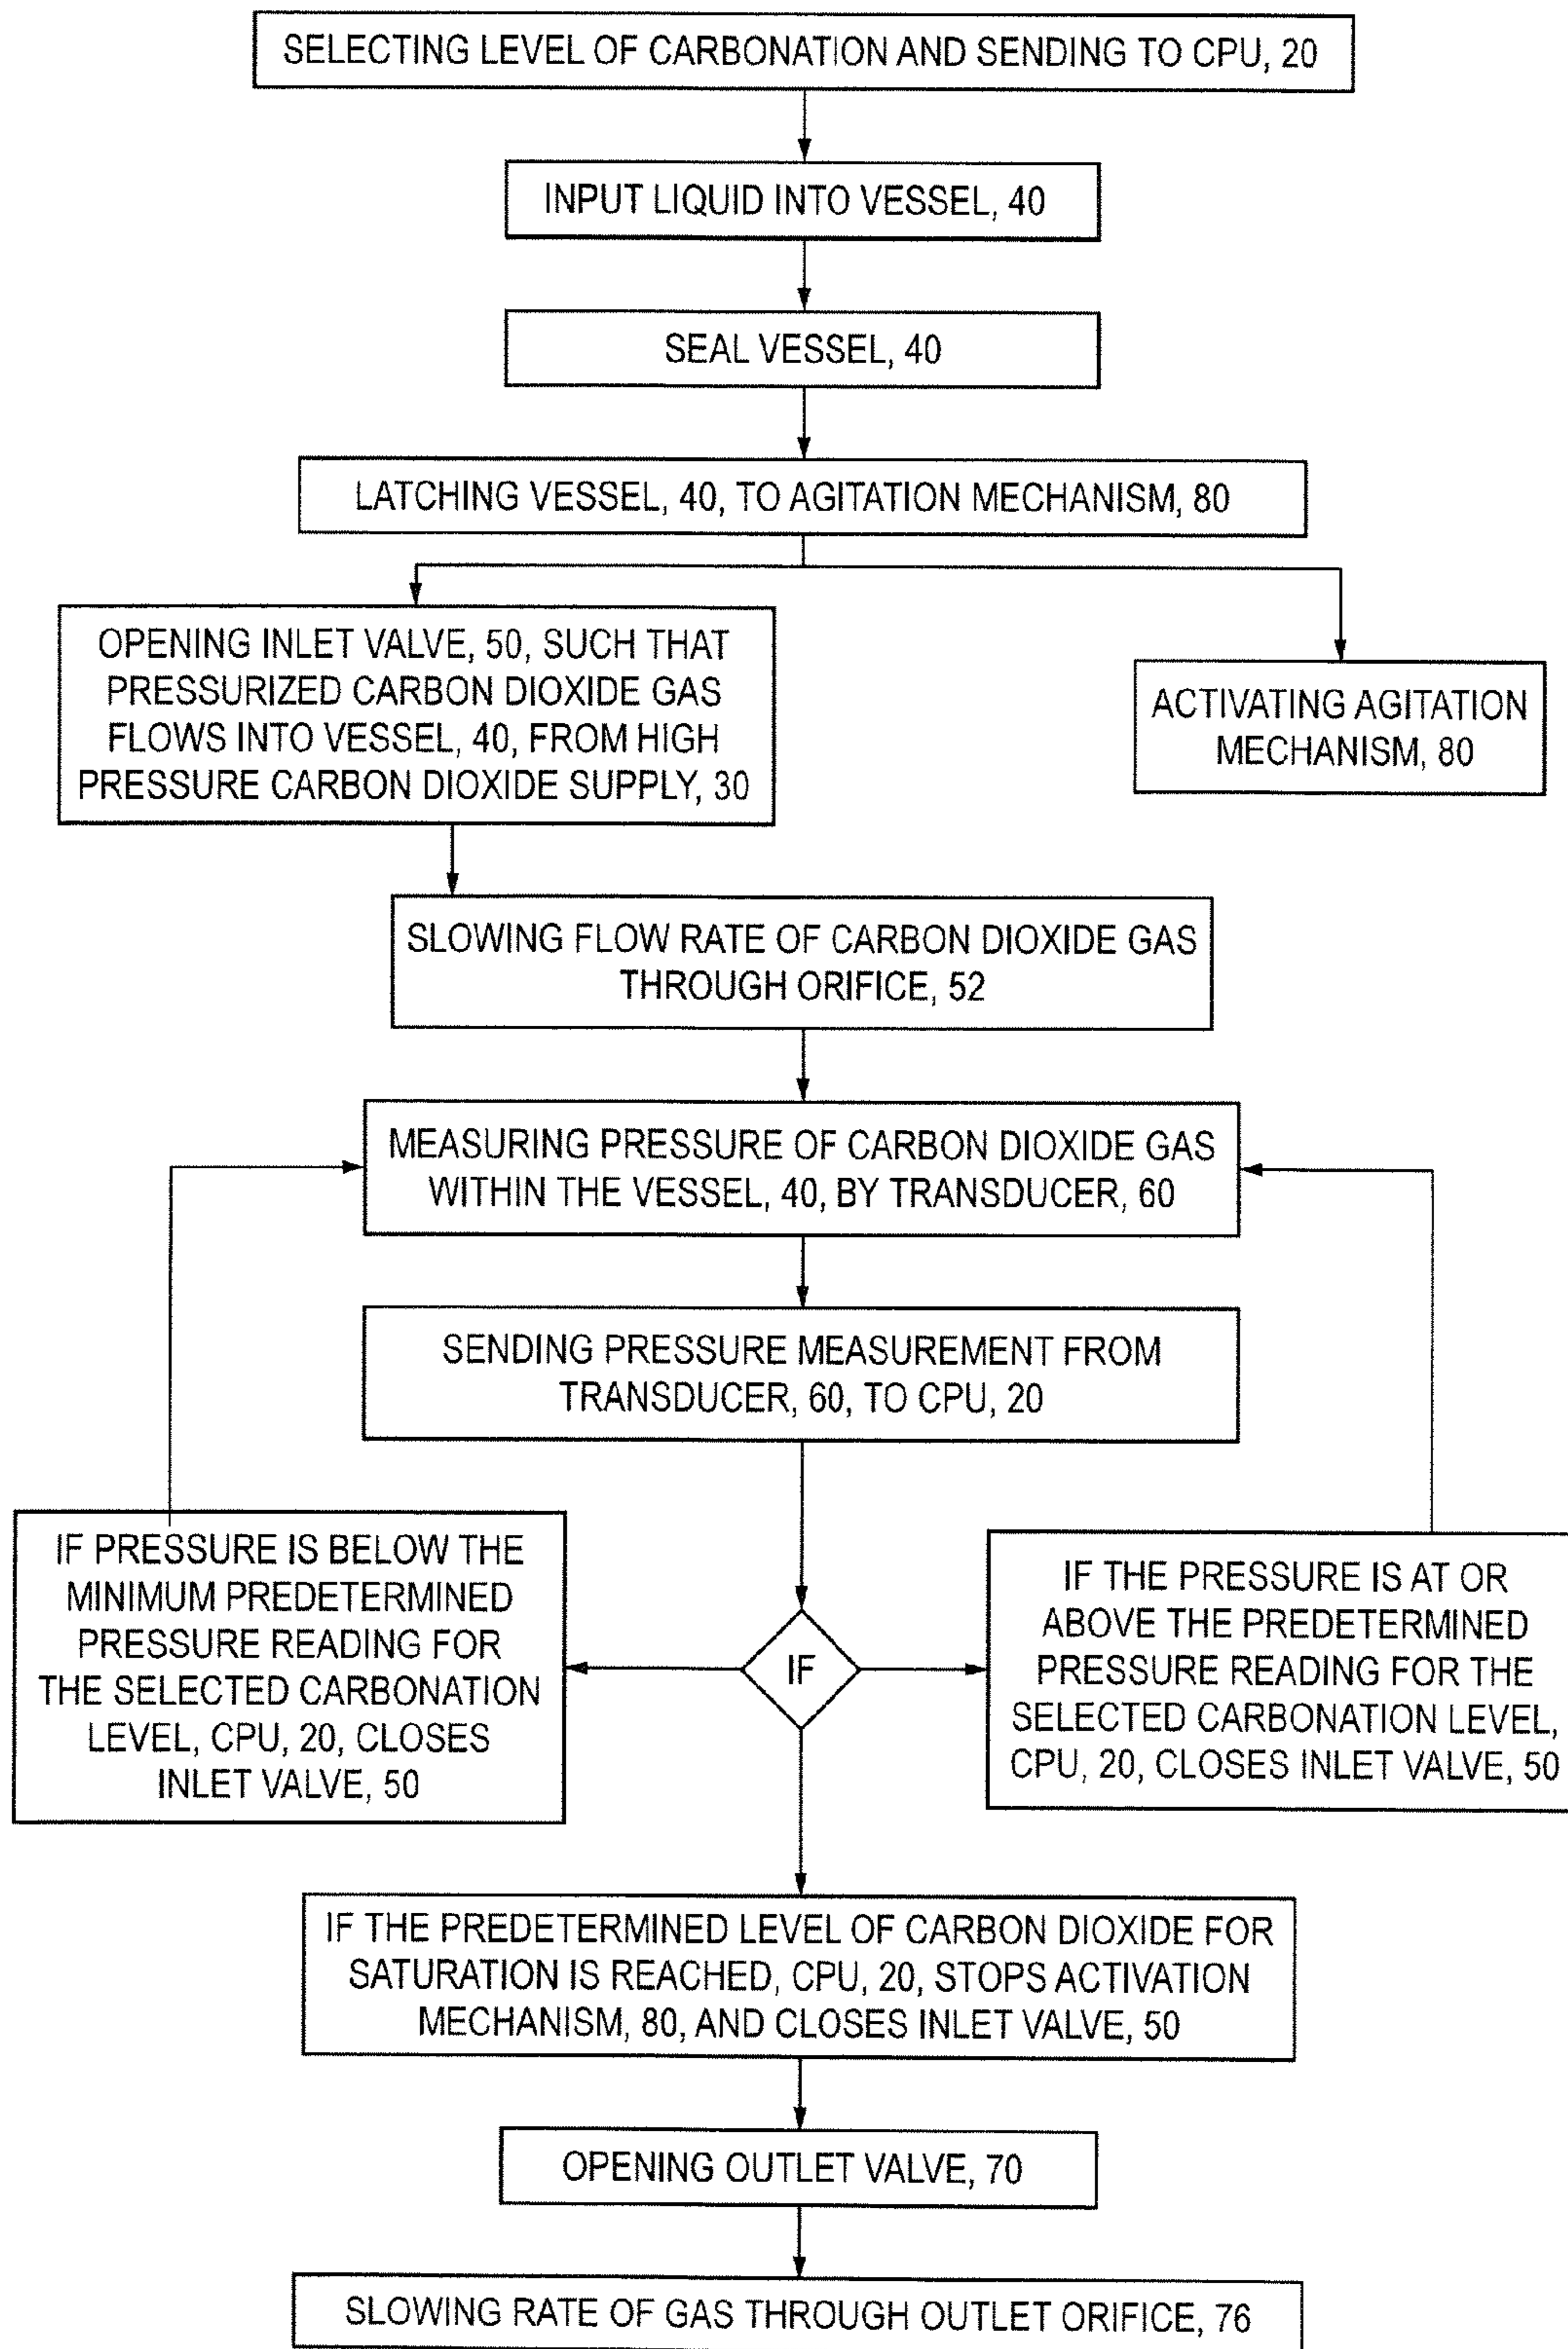 SELECTING LEVEL OF CARBONATION AND SENDING TO CPU, 20
INPUT LIQUID INTO VESSEL, 40
SEAL VESSEL, 40
LATCHING VESSEL, 40, TO AGITATION MECHANISM, 80
OPENING INLET VALVE, 50, SUCH THAT
PRESSURIZED CARBON DIOXIDE GAS
FLOWS INTO VESSEL, 40, FROM HIGH
PRESSURE CARBON DIOXIDE SUPPLY, 30
ACTIVATING AGITATION
MECHANISM, 80
SLOWING FLOW RATE OF CARBON DIOXIDE GAS
THROUGH ORIFICE, 52
MEASURING PRESSURE OF CARBON DIOXIDE GAS
WITHIN THE VESSEL, 40, BY TRANSDUCER, 60
SENDING PRESSURE MEASUREMENT FROM
TRANSDUCER, 60, TO CPU, 20
IF PRESSURE IS BELOW THE
MINIMUM PREDETERMINED
PRESSURE READING FOR
THE SELECTED CARBONATION
LEVEL, CPU, 20, CLOSES
INLET VALVE, 50
IF
IF THE PRESSURE IS AT OR
ABOVE THE PREDETERMINED
PRESSURE READING FOR THE
SELECTED CARBONATION LEVEL,
CPU, 20, CLOSES INLET VALVE, 50
IF THE PREDETERMINED LEVEL OF CARBON DIOXIDE FOR
SATURATION IS REACHED, CPU, 20, STOPS ACTIVATION
MECHANISM, 80, AND CLOSES INLET VALVE, 50
OPENING OUTLET VALVE, 70
SLOWING RATE OF GAS THROUGH OUTLET ORIFICE, 76